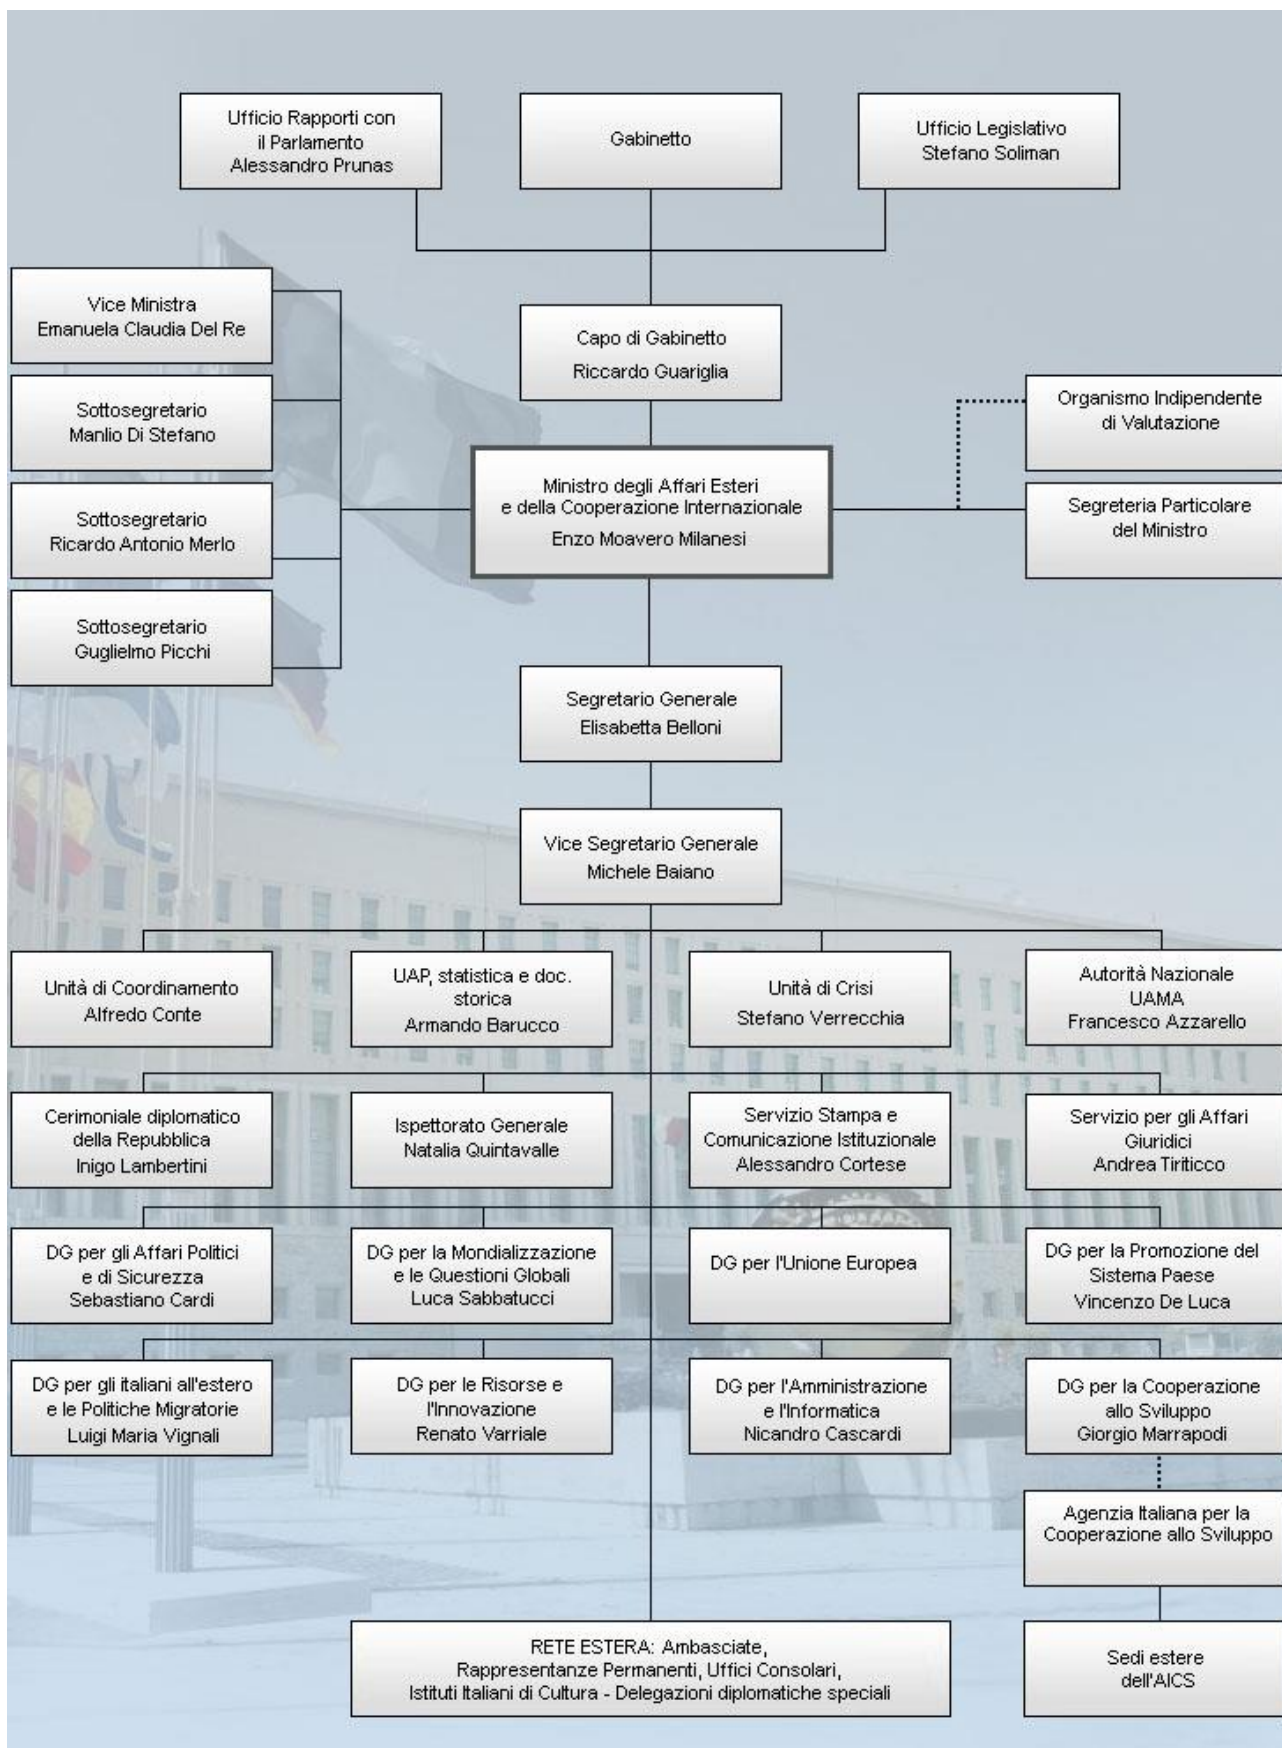 Ufficio Rapporti con
il Parlamento
Alessandro Prunas
Gabinetto
Ufficio Legislativo
Stefano Soliman
Vice Ministra
Emanuela Claudia Del Re
Capo di Gabinetto
Riccardo Guariglia
Sottosegretario
Manlio Di Stefano
Organismo Indipendente
di Valutazione
Ministro degli Affari Esteri
e della Cooperazione Internazionale
Enzo Moavero Milanesi
Sottosegretario
Ricardo Antonio Merlo
Segreteria Particolare
del Ministro
Sottosegretario
Guglielmo Picchi
Segretario Generale
Elisabetta Belloni
Vice Segretario Generale
Michele Baiano
Unità di Coordinamento
Alfredo Conte
UAP, statistica e doc.
storica
Armando Barucco
Unità di Crisi
Stefano Verrecchia
Autorità Nazionale
UAMA
Francesco Azzarello
Cerimoniale diplomatico
della Repubblica
Inigo Lambertini
Ispettorato Generale
Natalia Quintavalle
Servizio Stampa e
Comunicazione Istituzionale
Alessandro Cortese
Servizio per gli Affari
Giuridici
Andrea Tiriticco
DG per gli Affari Politici
e di Sicurezza
Sebastiano Cardi
DG per la Mondializzazione
e le Questioni Globali
Luca Sabbatucci
DG per l'Unione Europea
DG per la Promozione del
Sistema Paese
Vincenzo De Luca
DG per gli italiani all'estero
e le Politiche Migratorie
Luigi Maria Vignali
DG per le Risorse e
l'Innovazione
Renato Varriale
DG per l'Amministrazione
e l'Informatica
Nicandro Cascardi
DG per la Cooperazione
allo Sviluppo
Giorgio Marrapodi
Agenzia Italiana per la
Cooperazione allo Sviluppo
RETE ESTERA: Ambasciate,
Rappresentanze Permanenti, Uffici Consolari,
Istituti Italiani di Cultura - Delegazioni diplomatiche speciali
Sedi estere
dell'AICS